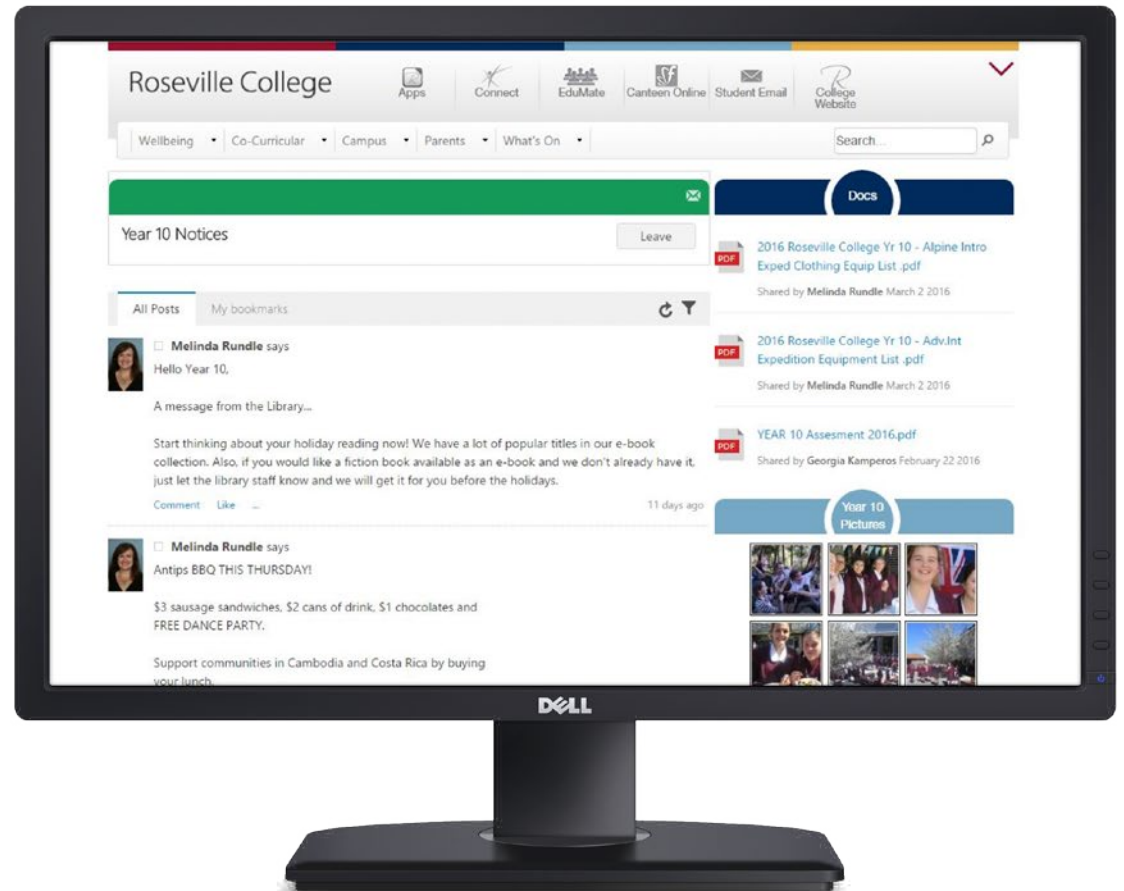 Roseville College
Apps
Connect
EduMate
Canteen Online
Student Email
R
College
Website
Wellbeing
Co-Curricular
Campus
Parents
What's On
Search...
Year 10 Notices
Leave
All Posts
My bookmarks
Melinda Rundle says
Hello Year 10,
A message from the Library...
Start thinking about your holiday reading now! We have a lot of popular titles in our e-book
collection. Also, if you would like a fiction book available as an e-book and we don't already have it,
just let the library staff know and we will get it for you before the holidays.
Comment Like ...
11 days ago
Melinda Rundle says
Antips BBQ THIS THURSDAY!
$3 sausage sandwiches, $2 cans of drink, $1 chocolates and
FREE DANCE PARTY.
Support communities in Cambodia and Costa Rica by buying
your lunch.
Docs
PDF
2016 Roseville College Yr 10 - Alpine Intro
Exped Clothing Equip List .pdf
Shared by Melinda Rundle March 2 2016
PDF
2016 Roseville College Yr 10 - Adv.Int
Expedition Equipment List .pdf
Shared by Melinda Rundle March 2 2016
PDF
YEAR 10 Assesment 2016.pdf
Shared by Georgia Kamperos February 22 2016
Year 10
Pictures
DELL